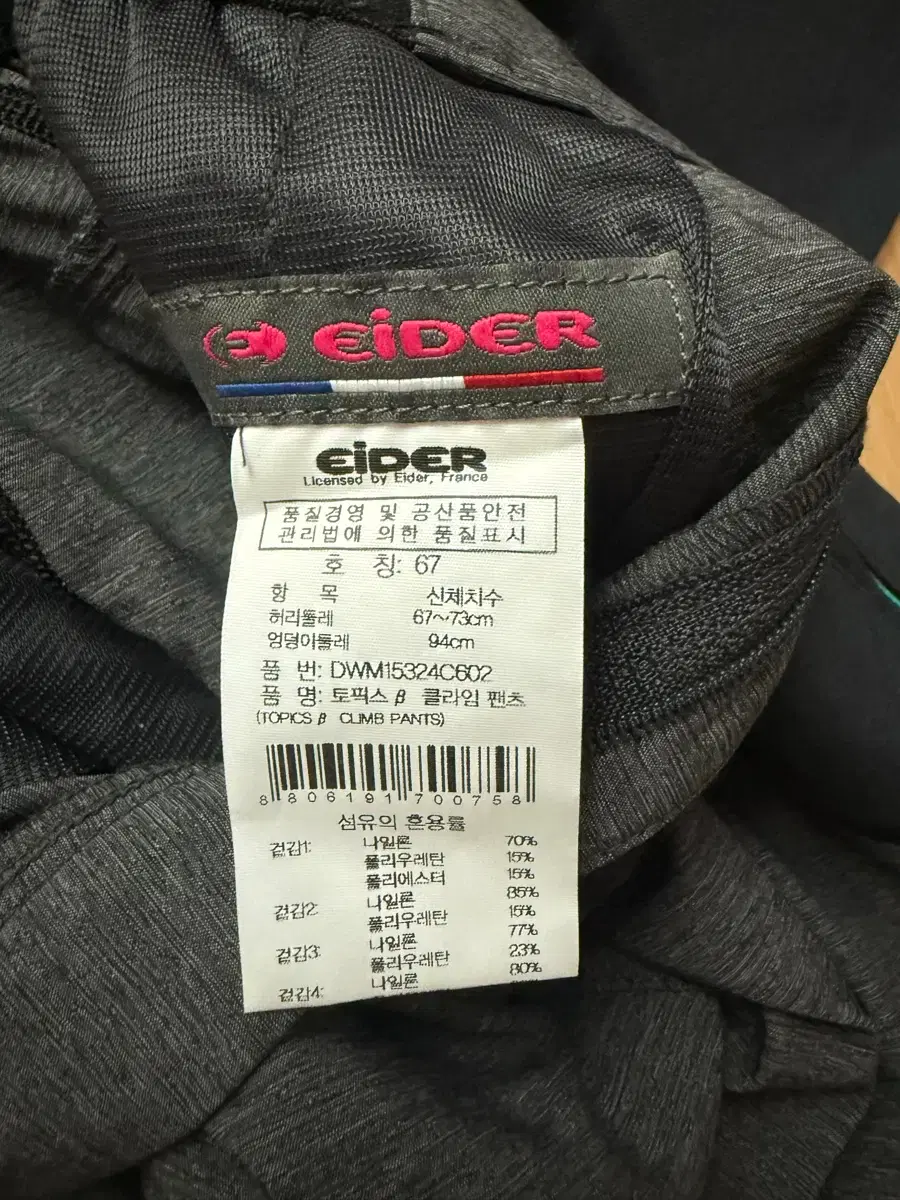 EiDER
EiDER
Licensed by Eider, France
품질경영 및 공산품안전
관리법에 의한 품질표시
호 칭: 67
항 목 신체치수
허리둘레 67~73cm
엉덩이둘레 94cm
품 번: DWM15324C602
품 명: 토픽스 β 클라임 팬츠
(TOPICS β CLIMB PANTS)
8 806191 700758
섬유의 혼용률
겉감1: 나일론 70%
폴리우레탄 15%
폴리에스터 15%
겉감2: 나일론 85%
폴리우레탄 15%
겉감3: 나일론 77%
폴리우레탄 23%
겉감4: 나일론 80%